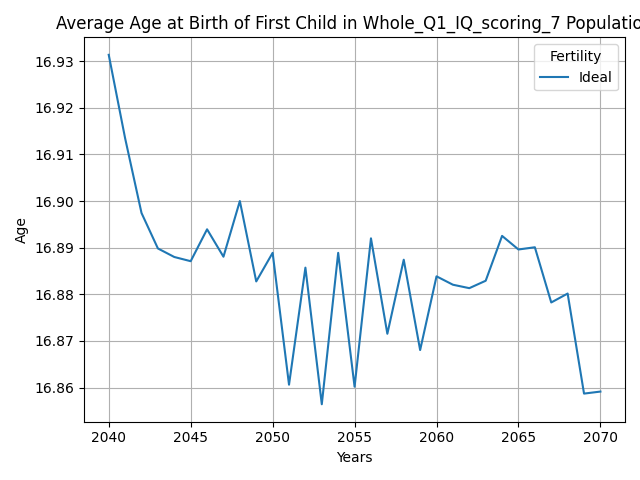 Average Age at Birth of First Child in Whole_Q1_IQ_scoring_7 Populatio
16.93
16.92
16.91
16.90
16.89
16.88
16.87
16.86
Age
Fertility
Ideal
2040 2045 2050 2055 2060 2065 2070
Years